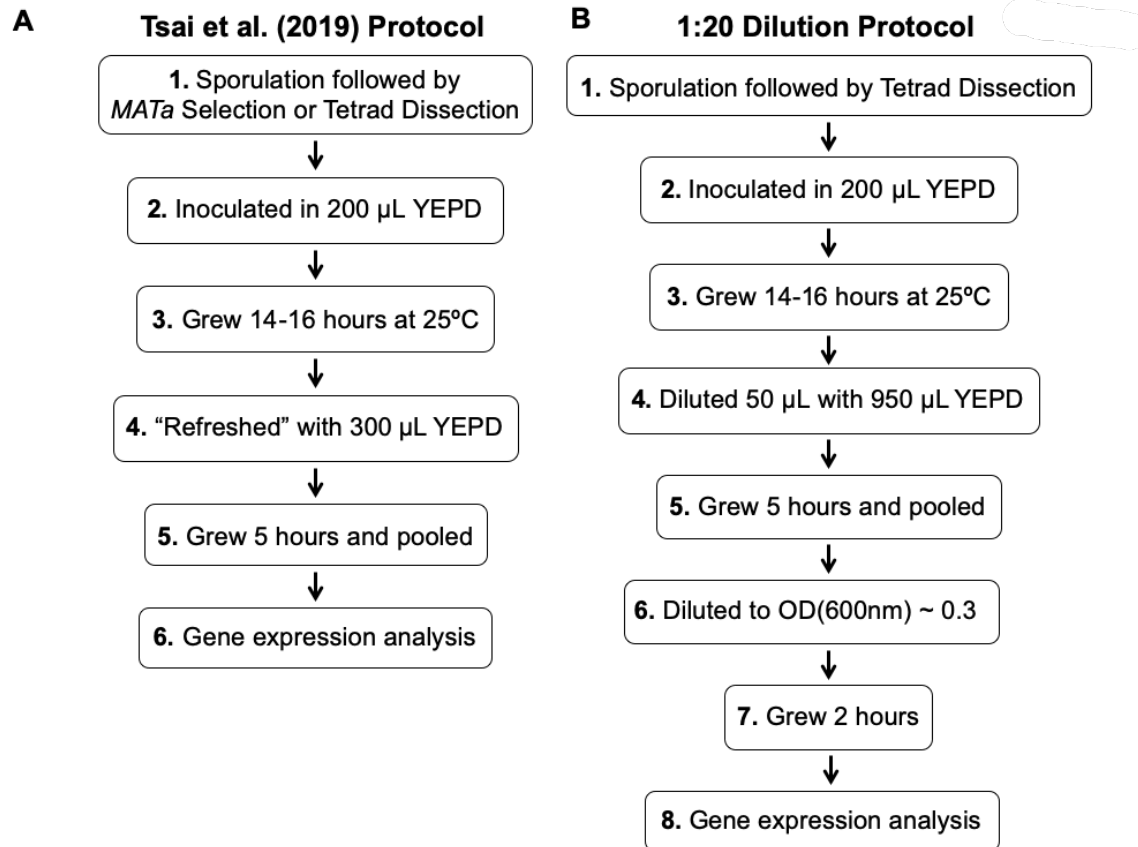 A
Tsai et al. (2019) Protocol
1. Sporulation followed by
MATa Selection or Tetrad Dissection
2. Inoculated in 200 µL YEPD
3. Grew 14-16 hours at 25ºC
4. “Refreshed” with 300 µL YEPD
5. Grew 5 hours and pooled
6. Gene expression analysis
B
1:20 Dilution Protocol
1. Sporulation followed by Tetrad Dissection
2. Inoculated in 200 µL YEPD
3. Grew 14-16 hours at 25ºC
4. Diluted 50 µL with 950 µL YEPD
5. Grew 5 hours and pooled
6. Diluted to OD(600nm) ~ 0.3
7. Grew 2 hours
8. Gene expression analysis